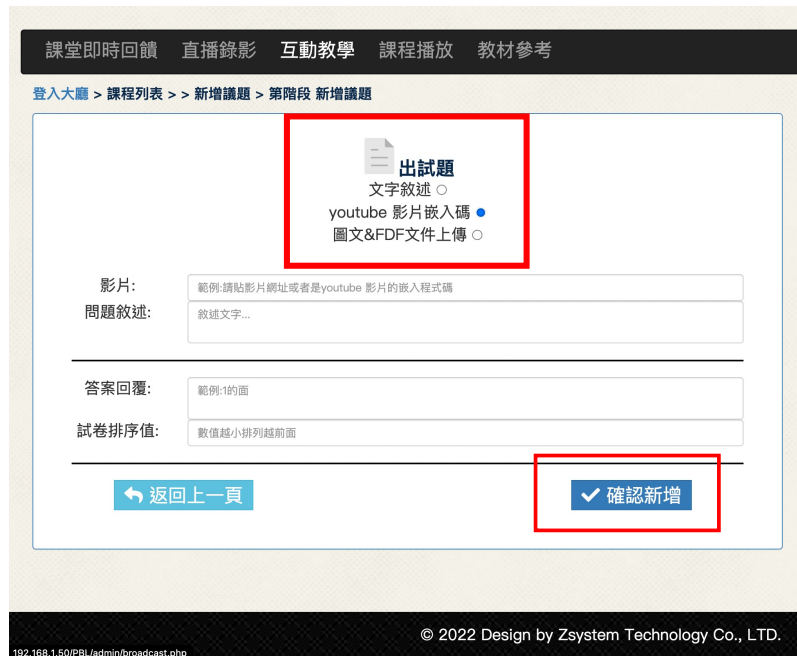 課堂即時回饋 直播錄影 互動教學 課程播放 教材參考
登入大廳 > 課程列表 > > 新增議題 > 第階段 新增議題
出試題
文字敘述
youtube 影片嵌入碼
圖文&FDF文件上傳
影片: 範例:請貼影片網址或者是youtube 影片的嵌入程式碼
問題敘述: 敘述文字...
答案回覆: 範例:1的面
試卷排序值: 數值越小排列越前面
返回上一頁 確認新增
© 2022 Design by Zsystem Technology Co., LTD.
192.168.1.50/PBL/admin/broadcast.php